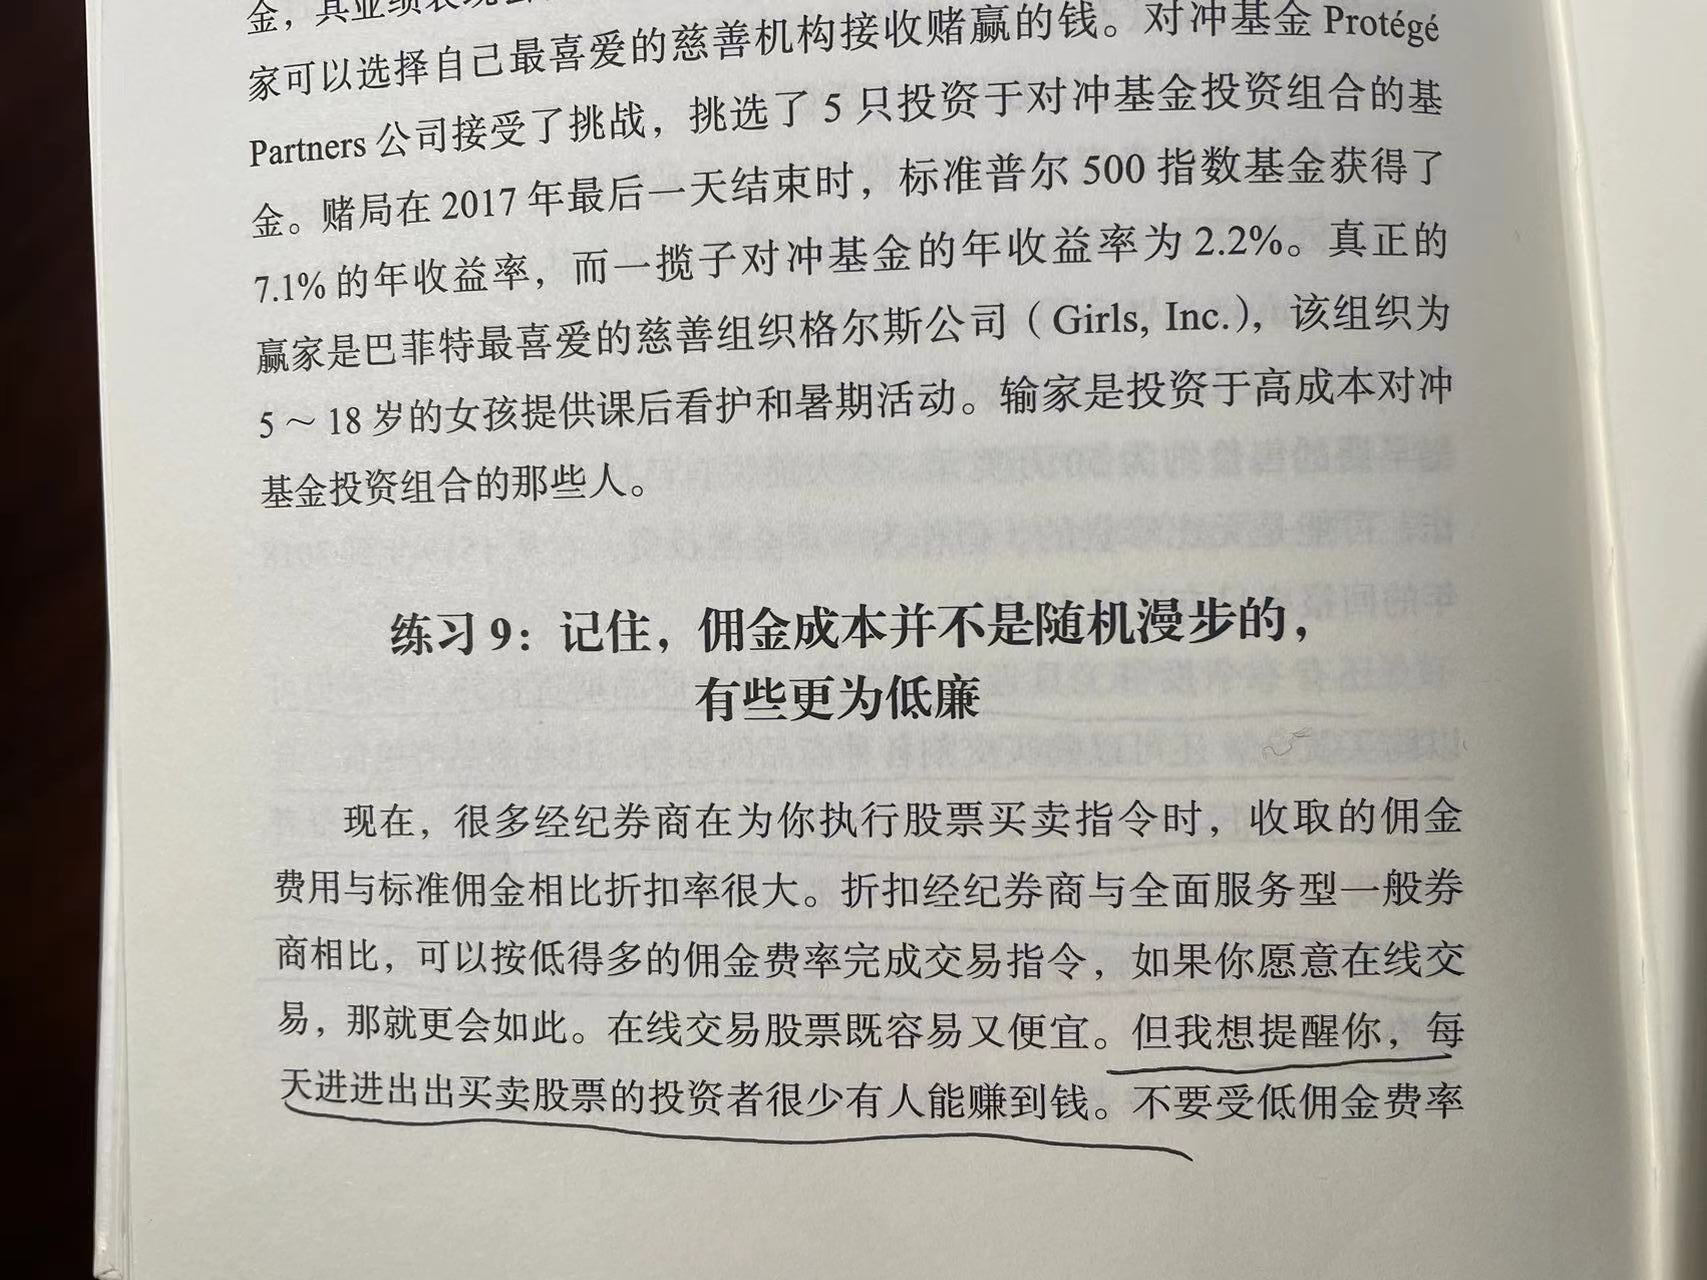 金，其业绩表现
家可以选择自己最喜爱的慈善机构接收赌赢的钱。对冲基金 Protégé
Partners 公司接受了挑战，挑选了 5 只投资于对冲基金投资组合的基
金。赌局在 2017 年最后一天结束时，标准普尔 500 指数基金获得了
7.1% 的年收益率，而一揽子对冲基金的年收益率为 2.2%。真正的
赢家是巴菲特最喜爱的慈善组织格尔斯公司（Girls, Inc.），该组织为
5～18 岁的女孩提供课后看护和暑期活动。输家是投资于高成本对冲
基金投资组合的那些人。
练习 9：记住，佣金成本并不是随机漫步的，
有些更为低廉
现在，很多经纪券商在为你执行股票买卖指令时，收取的佣金
费用与标准佣金相比折扣率很大。折扣经纪券商与全面服务型一般券
商相比，可以按低得多的佣金费率完成交易指令，如果你愿意在线交
易，那就更会如此。在线交易股票既容易又便宜。但我想提醒你，每
天进进出出买卖股票的投资者很少有人能赚到钱。不要受低佣金费率